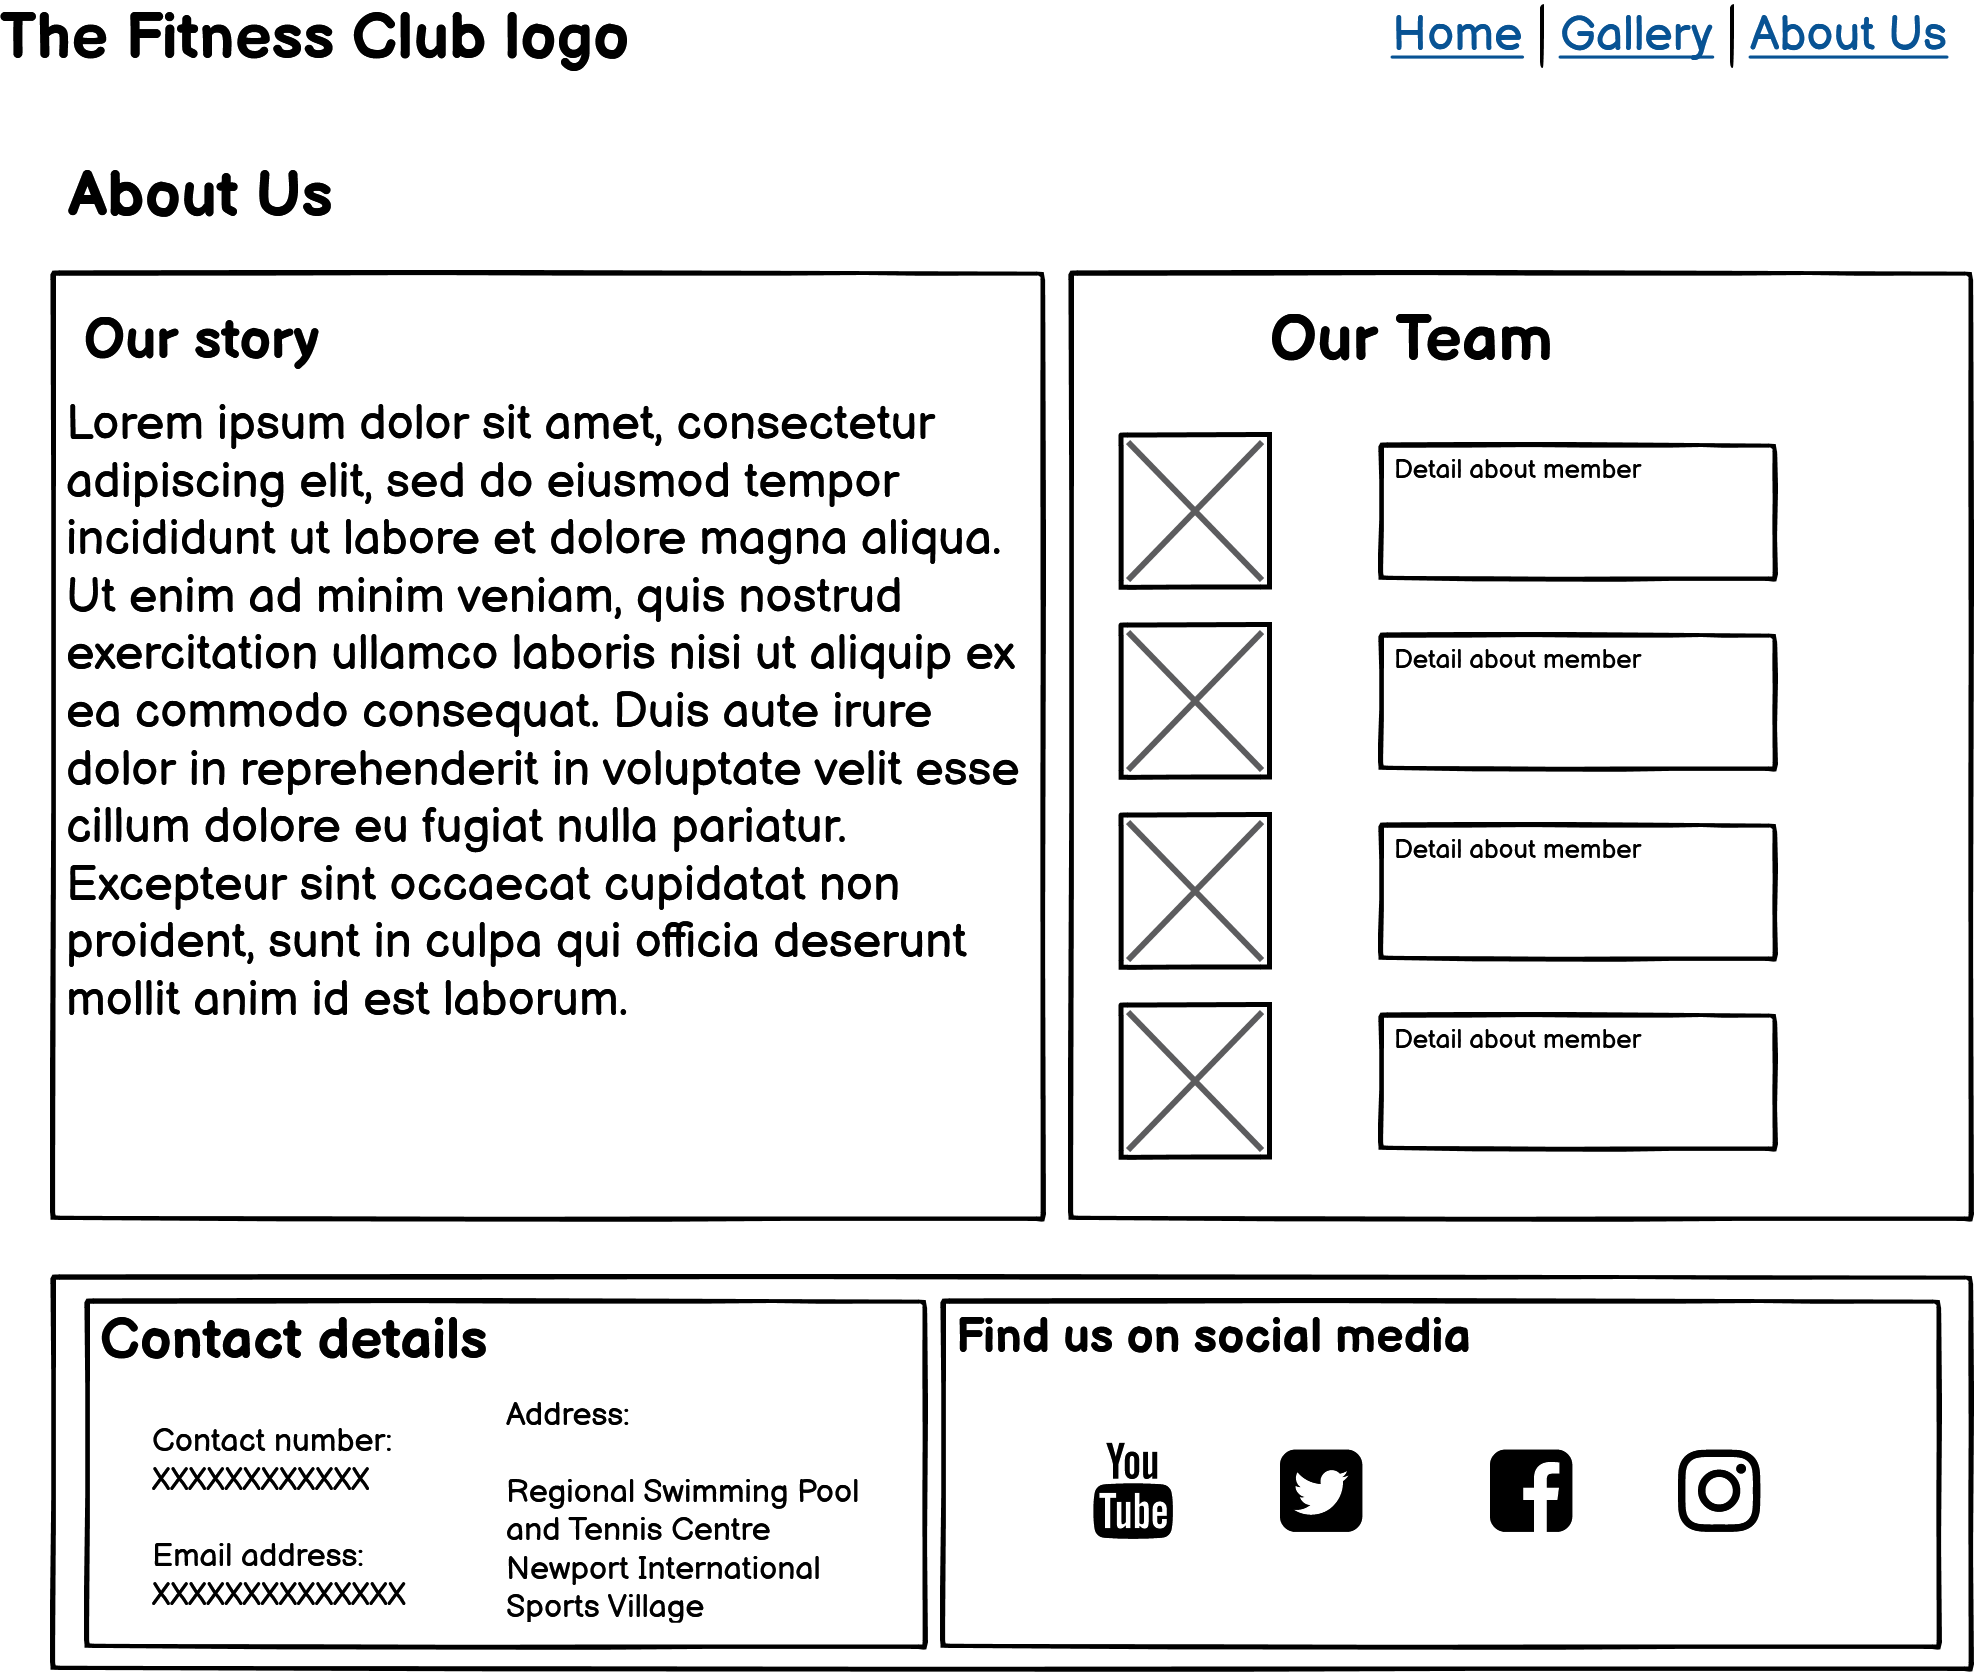 The Fitness Club logo
Home | Gallery | About Us
About Us
Our story
Lorem ipsum dolor sit amet, consectetur
adipiscing elit, sed do eiusmod tempor
incididunt ut labore et dolore magna aliqua.
Ut enim ad minim veniam, quis nostrud
exercitation ullamco laboris nisi ut aliquip ex
ea commodo consequat. Duis aute irure
dolor in reprehenderit in voluptate velit esse
cillum dolore eu fugiat nulla pariatur.
Excepteur sint occaecat cupidatat non
proident, sunt in culpa qui officia deserunt
mollit anim id est laborum.
Our Team
Detail about member
Detail about member
Detail about member
Detail about member
Contact details
Contact number:
XXXXXXXXXXXX
Email address:
XXXXXXXXXXXXXX
Address:
Regional Swimming Pool
and Tennis Centre
Newport International
Sports Village
Find us on social media
You
Tube